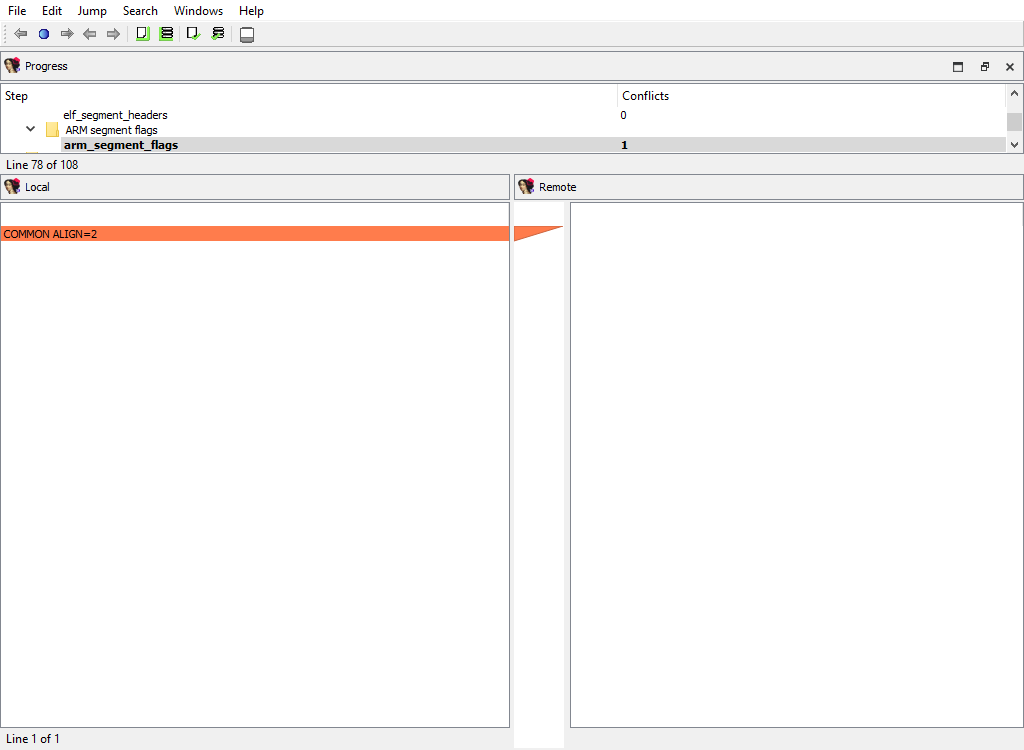 File Edit Jump Search Windows Help
Progress
Step Conflicts
elf_segment_headers 0
ARM segment flags
arm_segment_flags 1
Line 78 of 108
Local Remote
COMMON ALIGN=2
Line 1 of 1